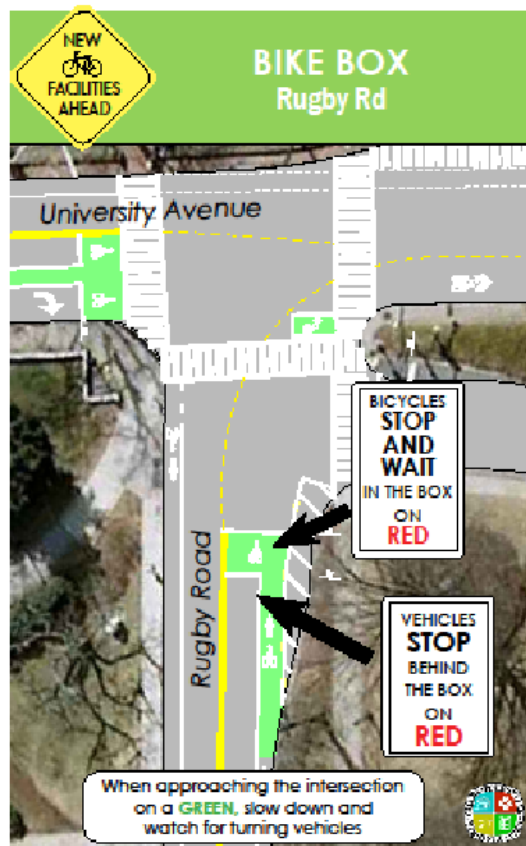 NEW
FACILITIES
AHEAD
BIKE BOX
Rugby Rd
University Avenue
BICYCLES
STOP
AND
WAIT
IN THE BOX
ON
RED
Rugby Road
VEHICLES
STOP
BEHIND
THE BOX
ON
RED
When approaching the intersection
on a GREEN, slow down and
watch for turning vehicles